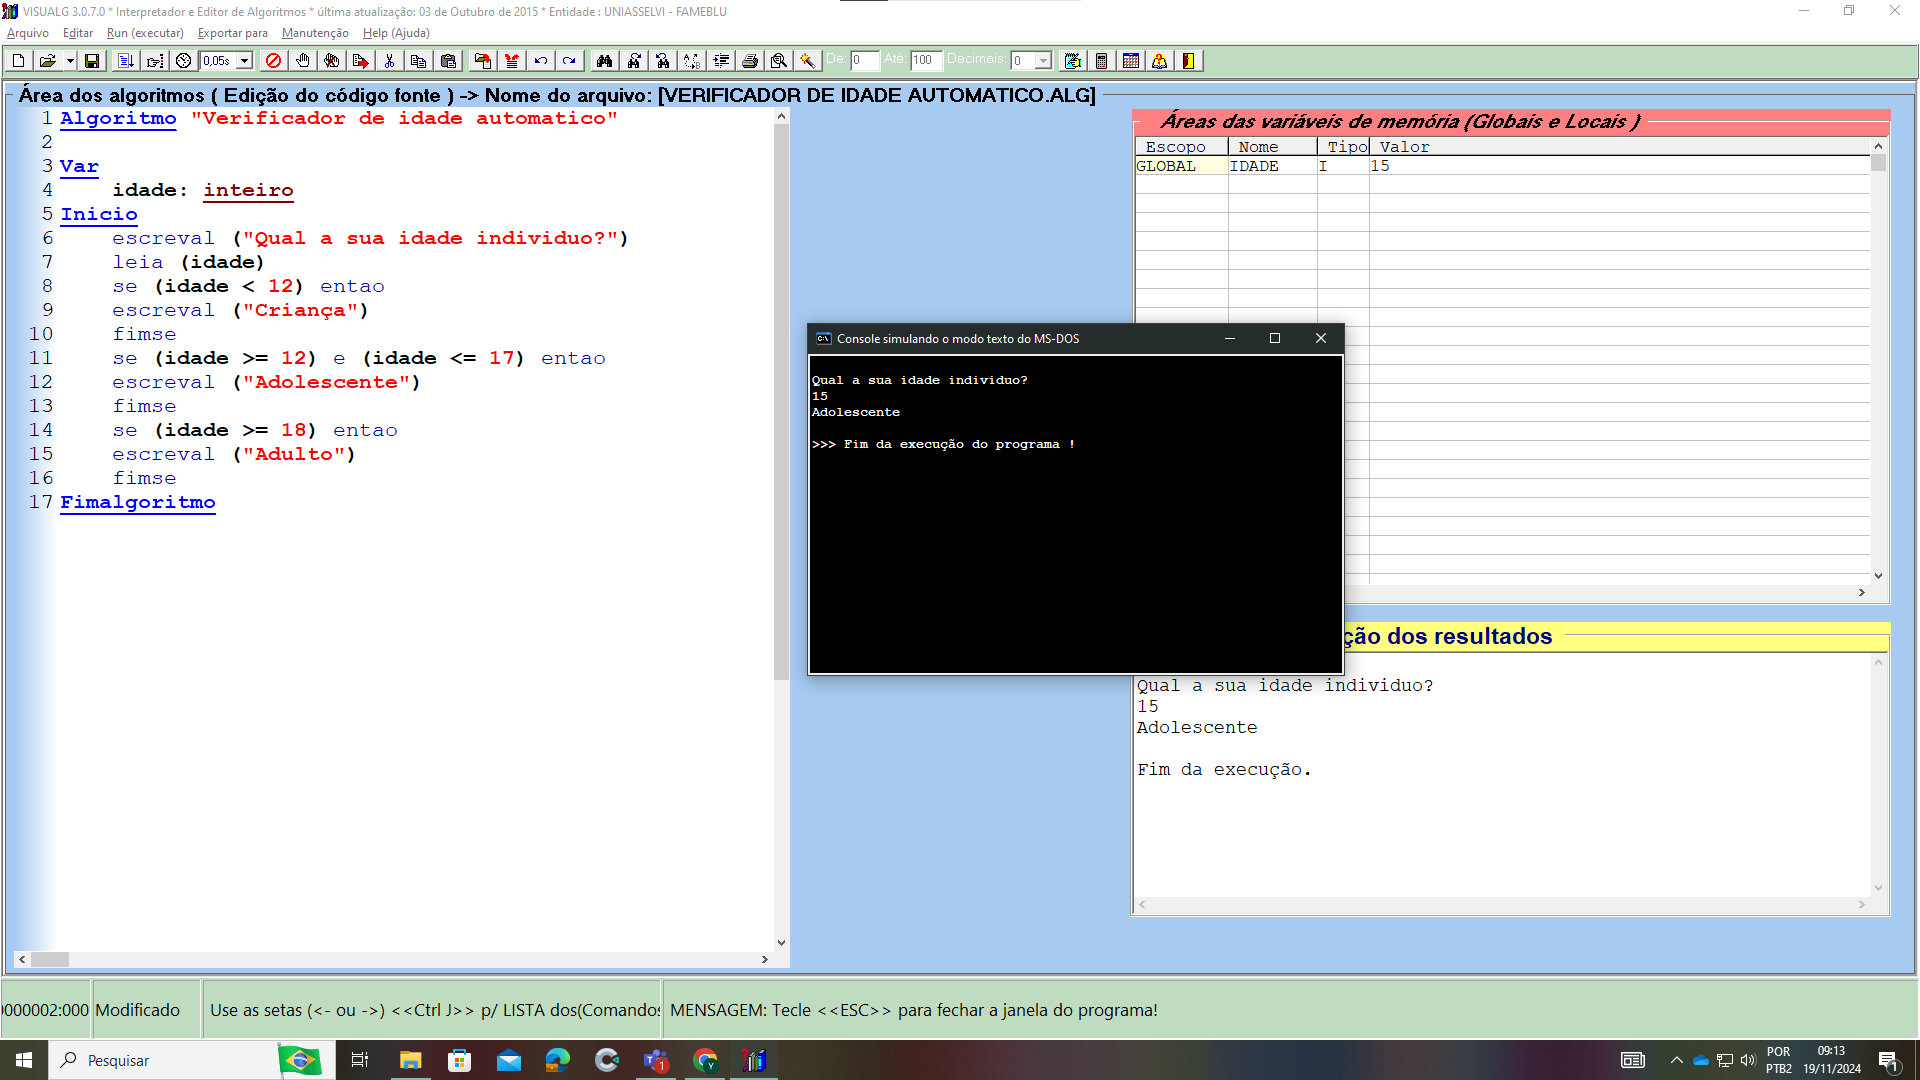 VISUALG 3.0.7.0 * Interpretador e Editor de Algoritmos * última atualização: 03 de Outubro de 2015 * Entidade : UNIASSELVI - FAMEBLU
Arquivo Editar Run (executar) Exportar para Manutenção Help (Ajuda)
0,05s De: 0 Até: 100 Decimais: 0
Área dos algoritmos ( Edição do código fonte ) -> Nome do arquivo: [VERIFICADOR DE IDADE AUTOMATICO.ALG]
1 Algoritmo "Verificador de idade automatico"
2
3 Var
4 idade: inteiro
5 Inicio
6 escreval ("Qual a sua idade individuo?")
7 leia (idade)
8 se (idade < 12) entao
9 escreval ("Criança")
10 fimse
11 se (idade >= 12) e (idade <= 17) entao
12 escreval ("Adolescente")
13 fimse
14 se (idade >= 18) entao
15 escreval ("Adulto")
16 fimse
17 Fimalgoritmo
Áreas das variáveis de memória (Globais e Locais )
Escopo Nome Tipo Valor
GLOBAL IDADE I 15
Console simulando o modo texto do MS-DOS
Qual a sua idade individuo?
15
Adolescente
>>> Fim da execução do programa !
ção dos resultados
Qual a sua idade individuo?
15
Adolescente
Fim da execução.
000002:000 Modificado Use as setas (<- ou ->) <<Ctrl J>> p/ LISTA dos(Comandos MENSAGEM: Tecle <<ESC>> para fechar a janela do programa!
Pesquisar
1
POR
PTB2
09:13
19/11/2024
1